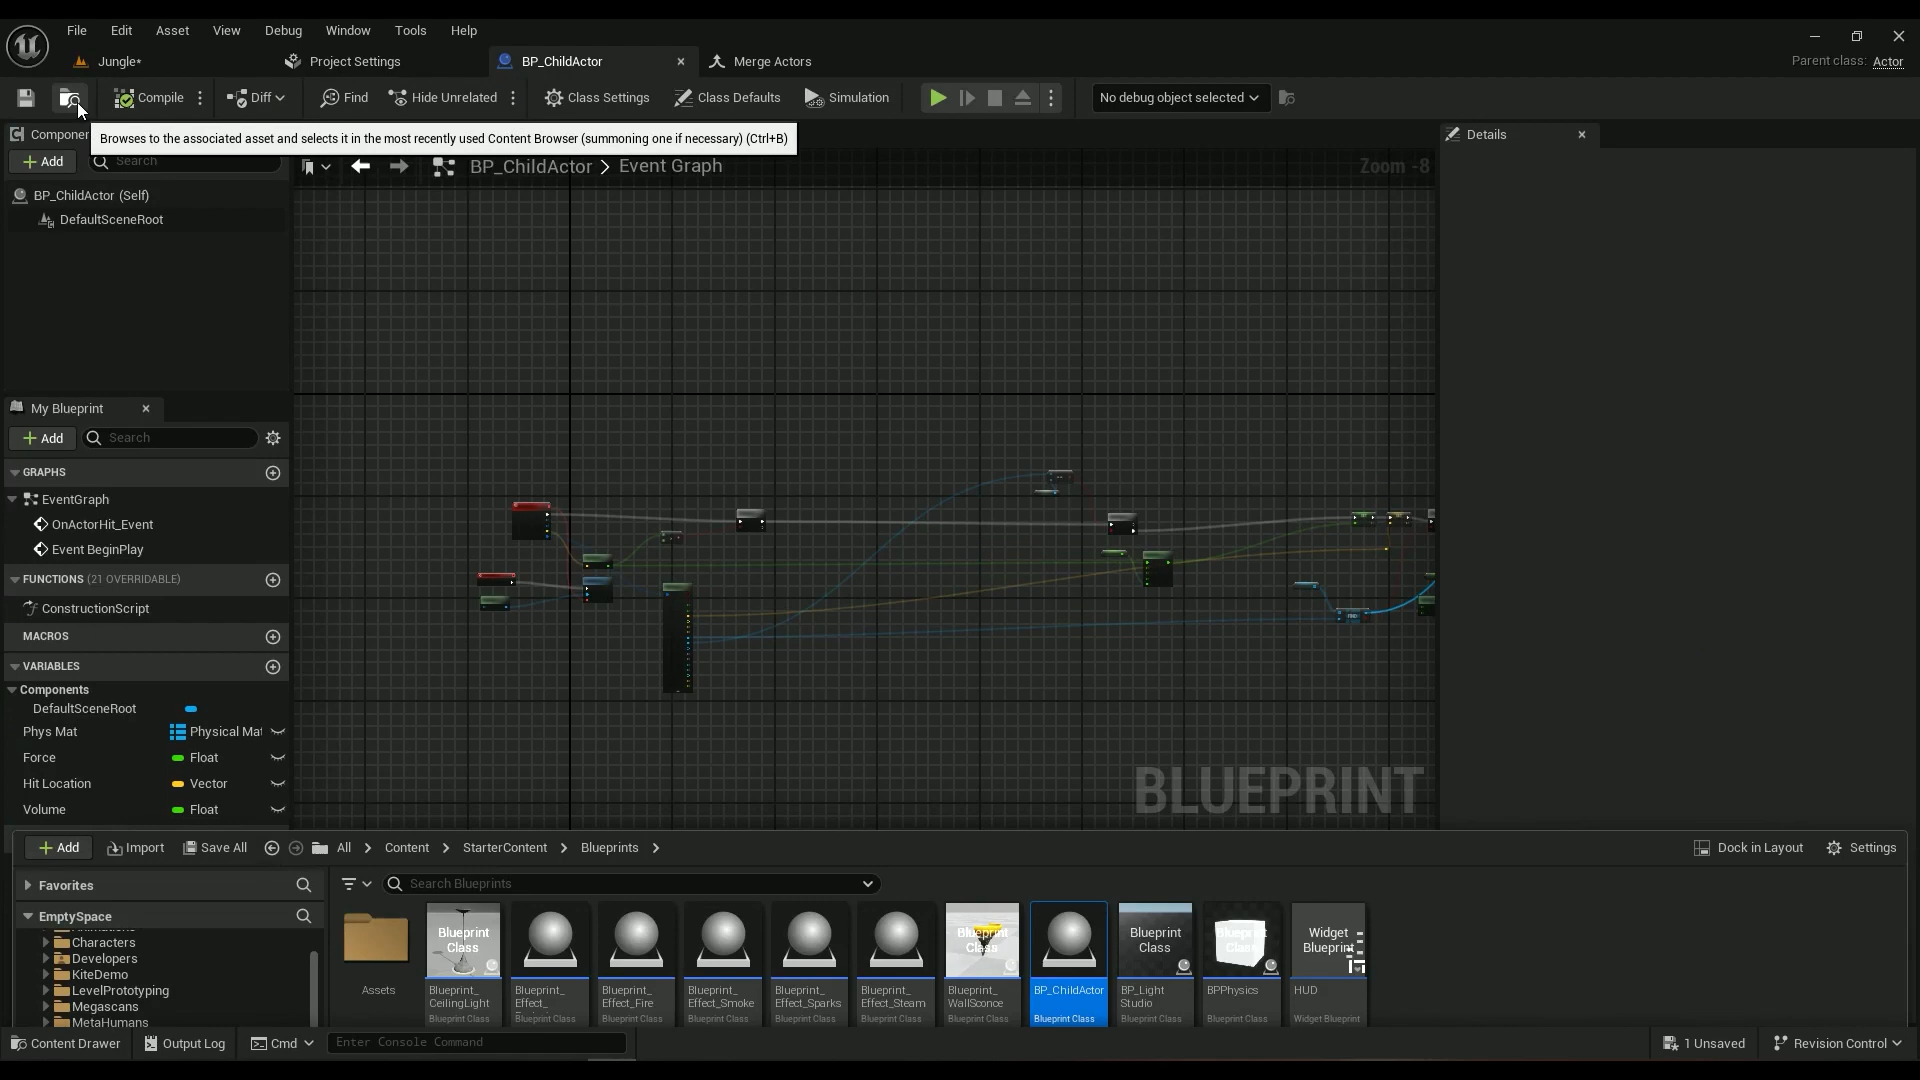 File Edit Asset View Debug Window Tools Help
Jungle* Project Settings BP_ChildActor Merge Actors Parent class: Actor
Compile Diff Find Hide Unrelated Class Settings Class Defaults Simulation No debug object selected
Browses to the associated asset and selects it in the most recently used Content Browser (summoning one if necessary) (Ctrl+B)
Componen Details
Add Search BP_ChildActor > Event Graph Zoom -8
BP_ChildActor (Self)
DefaultSceneRoot
My Blueprint
Add Search
GRAPHS
EventGraph
OnActorHit_Event
Event BeginPlay
FUNCTIONS (21 OVERRIDABLE)
ConstructionScript
MACROS
VARIABLES
Components
DefaultSceneRoot
Phys Mat Physical Mat
Force Float
Hit Location Vector
Volume Float
BLUEPRINT
Add Import Save All All Content StarterContent Blueprints Dock in Layout Settings
Favorites Search Blueprints
EmptySpace
Characters
Developers
KiteDemo
LevelPrototyping
Megascans
MetaHumans
Blueprint Class
Blueprint Class
Blueprint Class
Blueprint Class
Widget Blueprint
Assets
Blueprint_CeilingLight
Blueprint Class
Blueprint_Effect_
Blueprint Class
Blueprint_Effect_Fire
Blueprint Class
Blueprint_Effect_Smoke
Blueprint Class
Blueprint_Effect_Sparks
Blueprint Class
Blueprint_Effect_Steam
Blueprint Class
Blueprint_WallSconce
Blueprint Class
BP_ChildActor
Blueprint Class
BP_Light Studio
Blueprint Class
BPPhysics
Blueprint Class
HUD
Widget Blueprint
Content Drawer Output Log Cmd Enter Console Command 1 Unsaved Revision Control